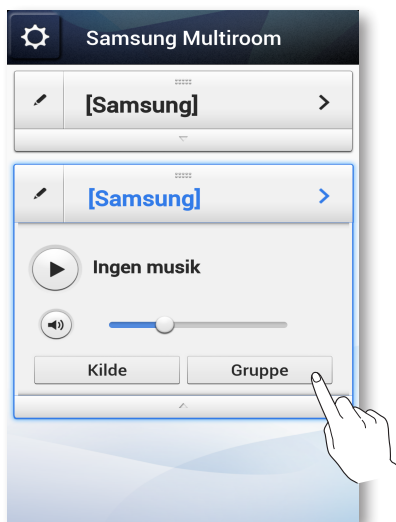 Samsung Multiroom
[Samsung]
[Samsung]
Ingen musik
Kilde Gruppe